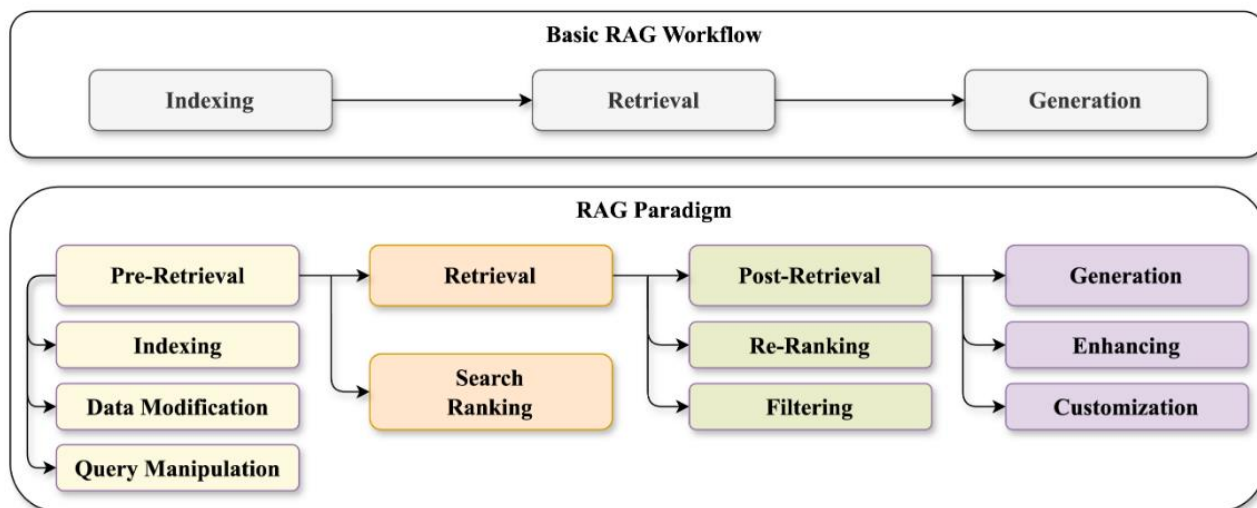 Basic RAG Workflow
Indexing
Retrieval
Generation
RAG Paradigm
Pre-Retrieval
Retrieval
Post-Retrieval
Generation
Indexing
Re-Ranking
Enhancing
Search
Ranking
Data Modification
Filtering
Customization
Query Manipulation